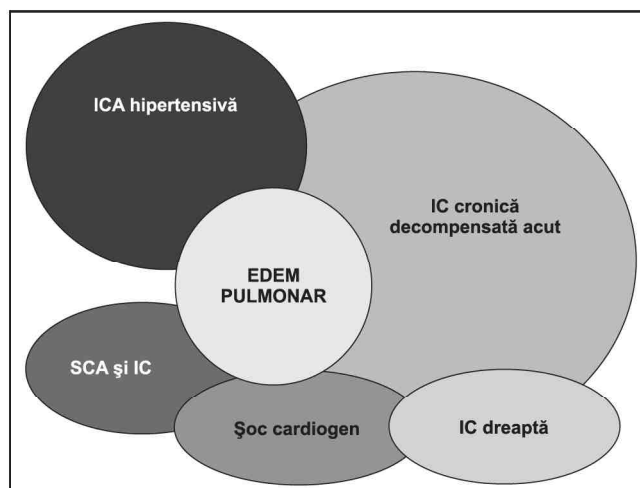 ICA hipertensivă
IC cronică
decompensată acut
EDEM
PULMONAR
SCA şi IC
Şoc cardiogen
IC dreaptă